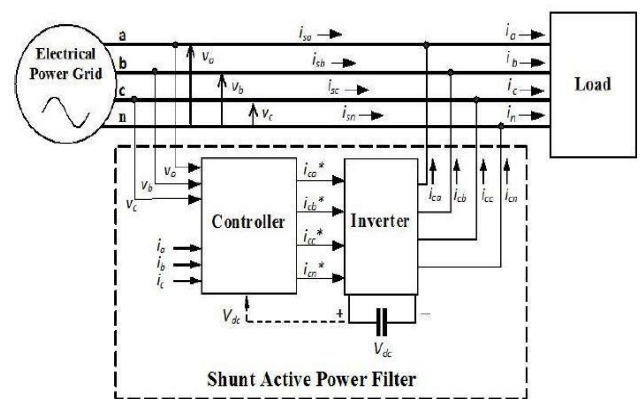 Electrical
Power Grid
a
b
c
n
v_a
v_b
v_c
i_sa
i_sb
i_sc
i_sn
i_a
i_b
i_c
i_n
Load
v_a
v_b
v_c
i_a
i_b
i_c
Controller
i_ca*
i_cb*
i_cc*
i_cn*
Inverter
i_ca
i_cb
i_cc
i_cn
V_dc
+
−
V_dc
Shunt Active Power Filter